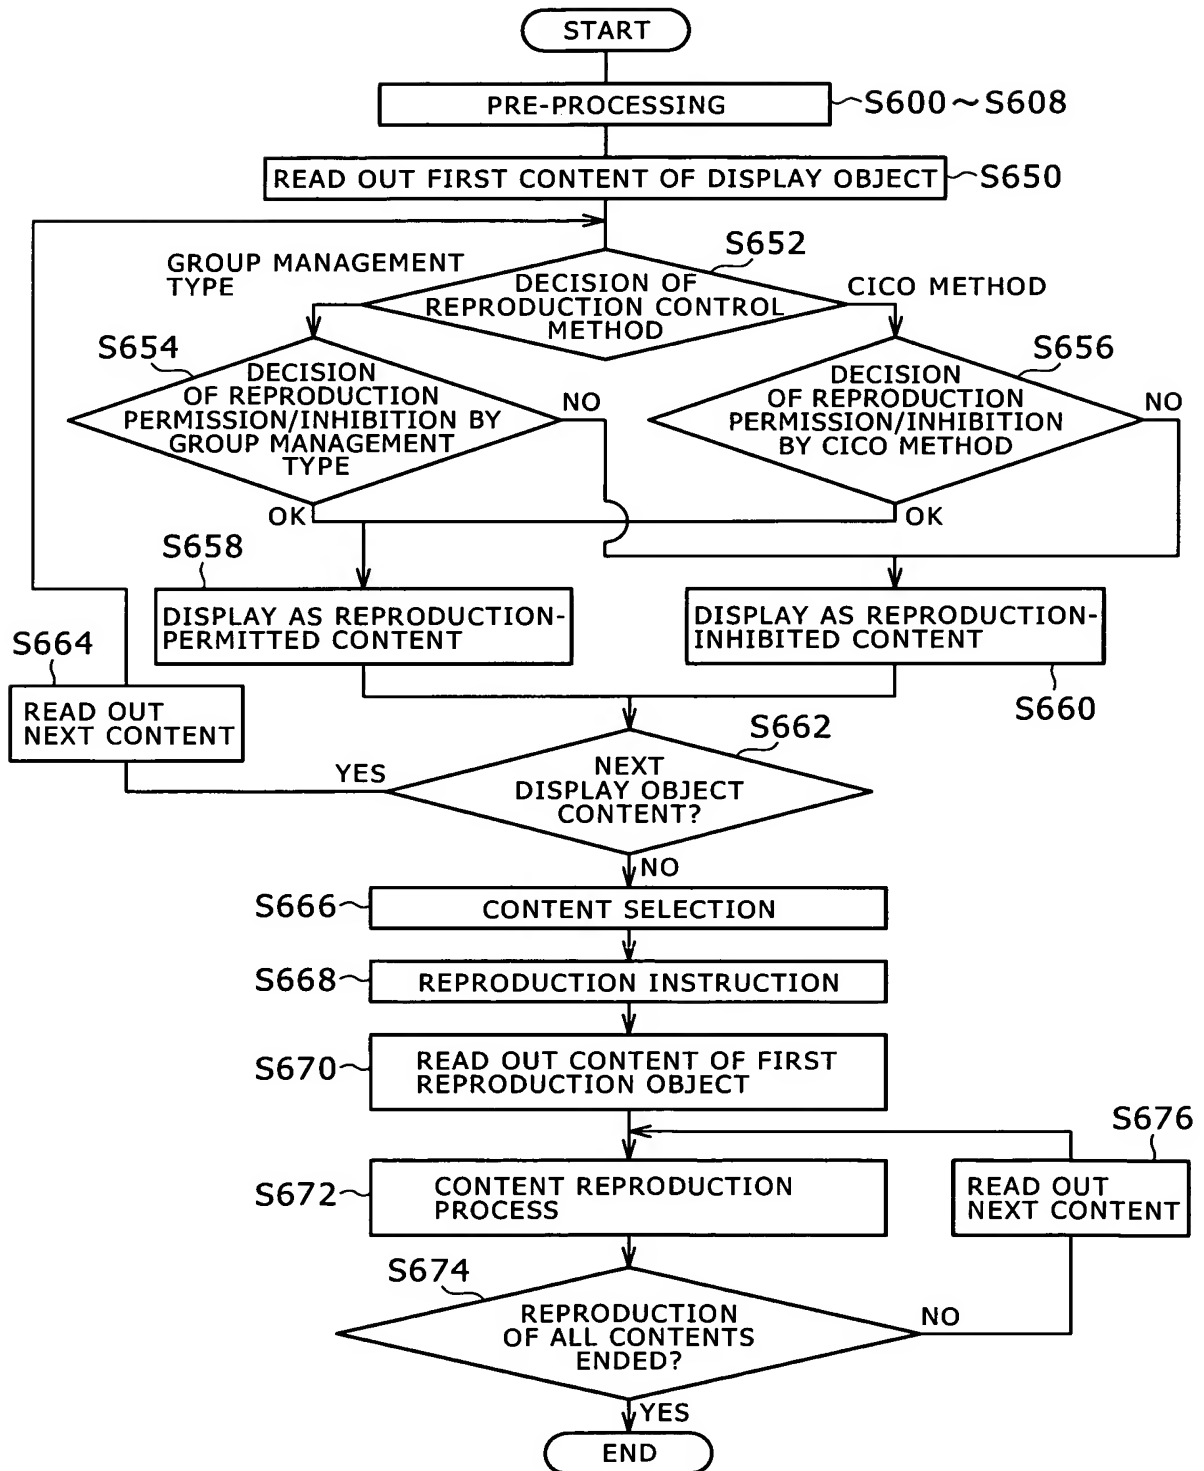 START
PRE-PROCESSING
S600~S608
READ OUT FIRST CONTENT OF DISPLAY OBJECT
S650
S652
GROUP MANAGEMENT
TYPE
DECISION OF
REPRODUCTION CONTROL
METHOD
CICO METHOD
S654
DECISION
OF REPRODUCTION
PERMISSION/INHIBITION BY
GROUP MANAGEMENT
TYPE
NO
S656
DECISION
OF REPRODUCTION
PERMISSION/INHIBITION
BY CICO METHOD
NO
OK
OK
S658
DISPLAY AS REPRODUCTION-
PERMITTED CONTENT
DISPLAY AS REPRODUCTION-
INHIBITED CONTENT
S660
S664
READ OUT
NEXT CONTENT
S662
YES
NEXT
DISPLAY OBJECT
CONTENT?
NO
S666
CONTENT SELECTION
S668
REPRODUCTION INSTRUCTION
S670
READ OUT CONTENT OF FIRST
REPRODUCTION OBJECT
S676
S672
CONTENT REPRODUCTION
PROCESS
READ OUT
NEXT CONTENT
S674
REPRODUCTION
OF ALL CONTENTS
ENDED?
NO
YES
END